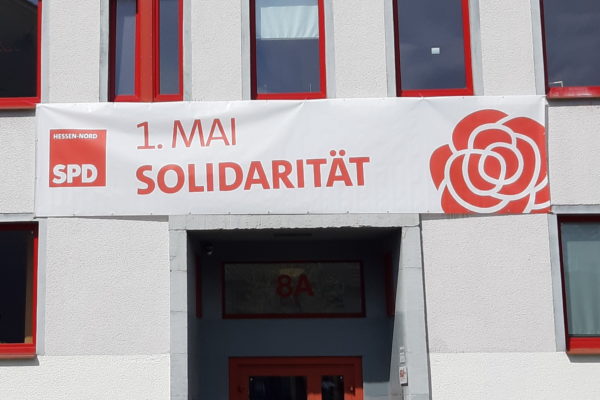 HESSEN-NORD
SPD
1. MAI
SOLIDARITÄT
8A